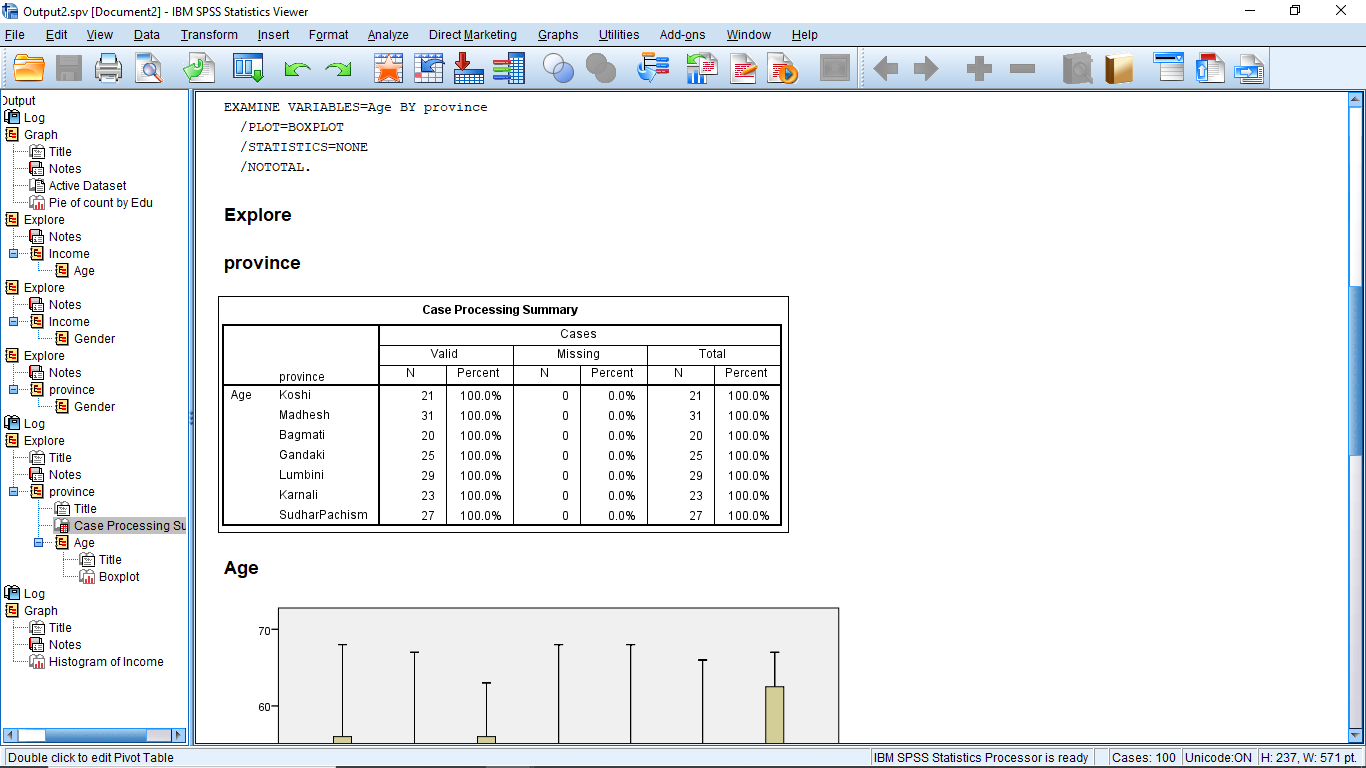 Output2.spv [Document2] - IBM SPSS Statistics Viewer
File Edit View Data Transform Insert Format Analyze Direct Marketing Graphs Utilities Add-ons Window Help
Output
Log
Graph
Title
Notes
Active Dataset
Pie of count by Edu
Explore
Notes
Income
Age
Explore
Notes
Income
Gender
Explore
Notes
province
Gender
Log
Explore
Title
Notes
province
Title
Case Processing Su
Age
Title
Boxplot
Log
Graph
Title
Notes
Histogram of Income
EXAMINE VARIABLES=Age BY province
/PLOT=BOXPLOT
/STATISTICS=NONE
/NOTOTAL.
Explore
province
Case Processing Summary
Cases
Valid Missing Total
province N Percent N Percent N Percent
Age Koshi 21 100.0% 0 0.0% 21 100.0%
Madhesh 31 100.0% 0 0.0% 31 100.0%
Bagmati 20 100.0% 0 0.0% 20 100.0%
Gandaki 25 100.0% 0 0.0% 25 100.0%
Lumbini 29 100.0% 0 0.0% 29 100.0%
Karnali 23 100.0% 0 0.0% 23 100.0%
SudharPachism 27 100.0% 0 0.0% 27 100.0%
Age
70
60
Double click to edit Pivot Table
IBM SPSS Statistics Processor is ready Cases: 100 Unicode:ON H: 237, W: 571 pt.